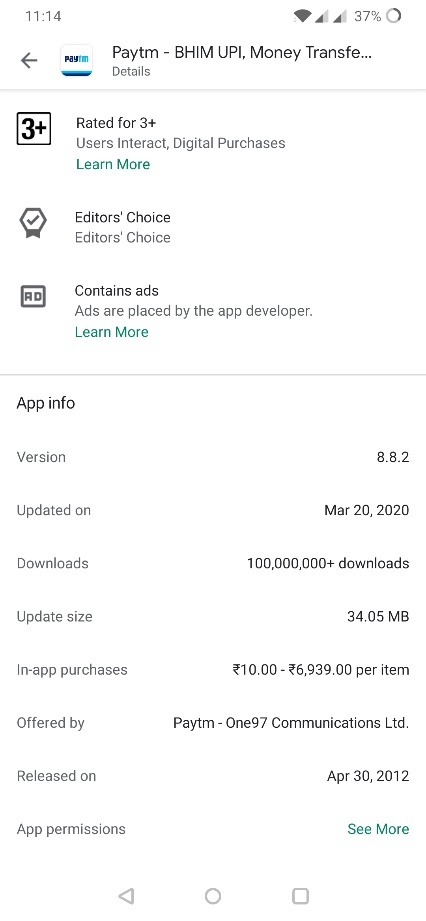 11:14
37%
Paytm - BHIM UPI, Money Transfe...
paytm
Details
3+
Rated for 3+
Users Interact, Digital Purchases
Learn More
Editors' Choice
Editors' Choice
AD
Contains ads
Ads are placed by the app developer.
Learn More
App info
Version 8.8.2
Updated on Mar 20, 2020
Downloads 100,000,000+ downloads
Update size 34.05 MB
In-app purchases ₹10.00 - ₹6,939.00 per item
Offered by Paytm - One97 Communications Ltd.
Released on Apr 30, 2012
App permissions See More